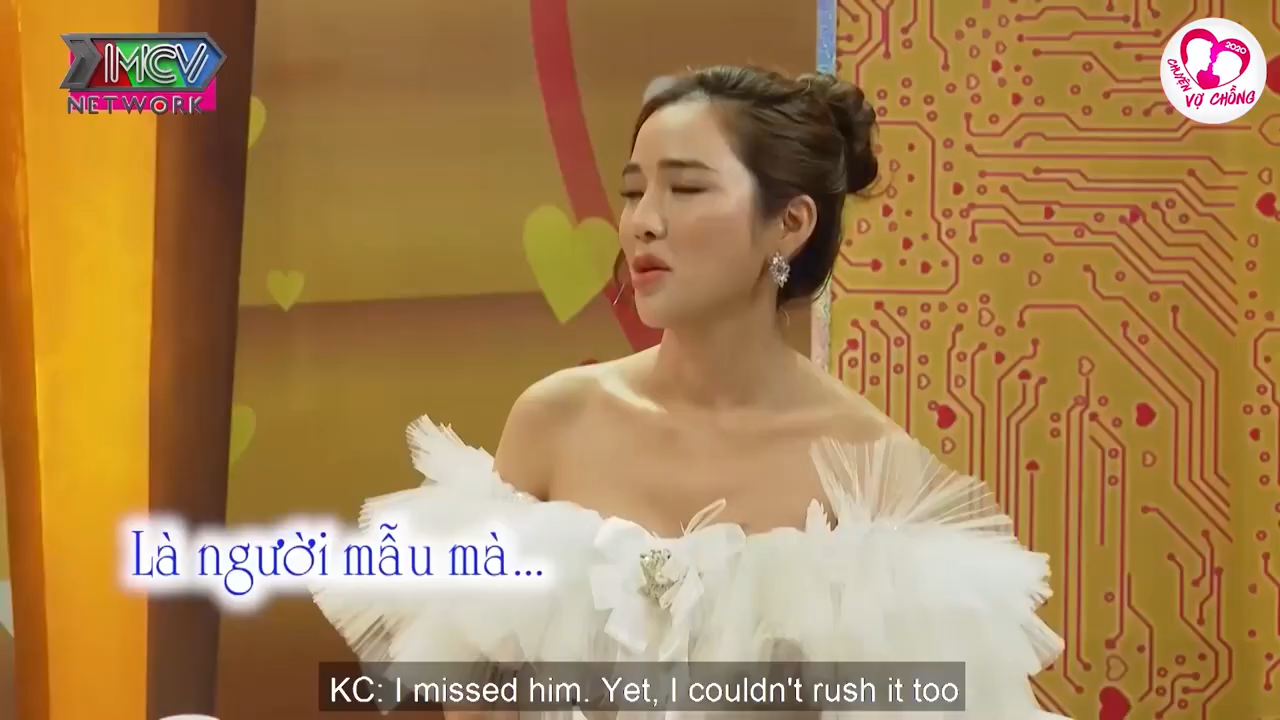 MCV
NETWORK
2020
CHUYỆN
VỢ CHỒNG
Là người mẫu mà...
KC: I missed him. Yet, I couldn't rush it too